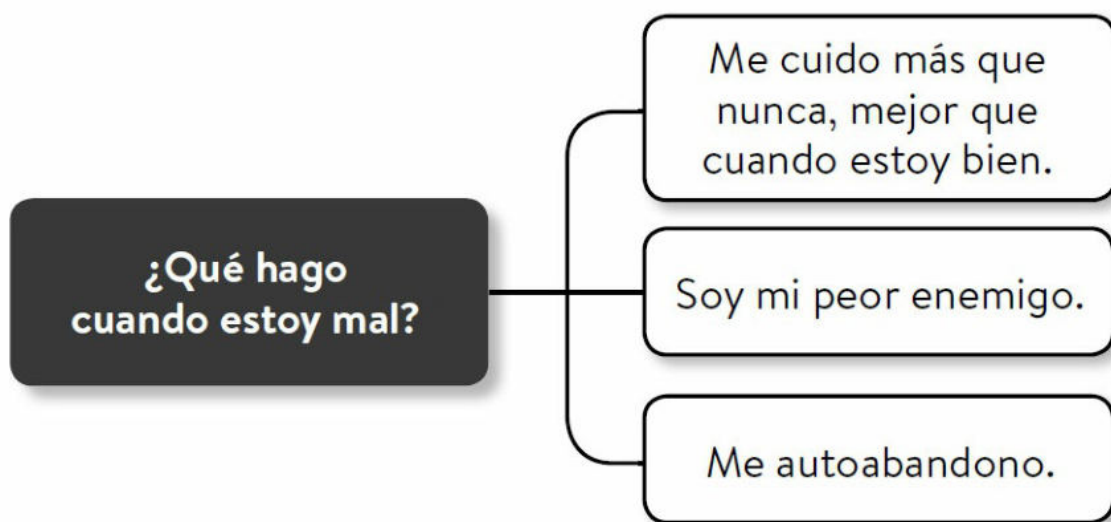 ¿Qué hago
cuando estoy mal?
Me cuido más que
nunca, mejor que
cuando estoy bien.
Soy mi peor enemigo.
Me autoabandono.